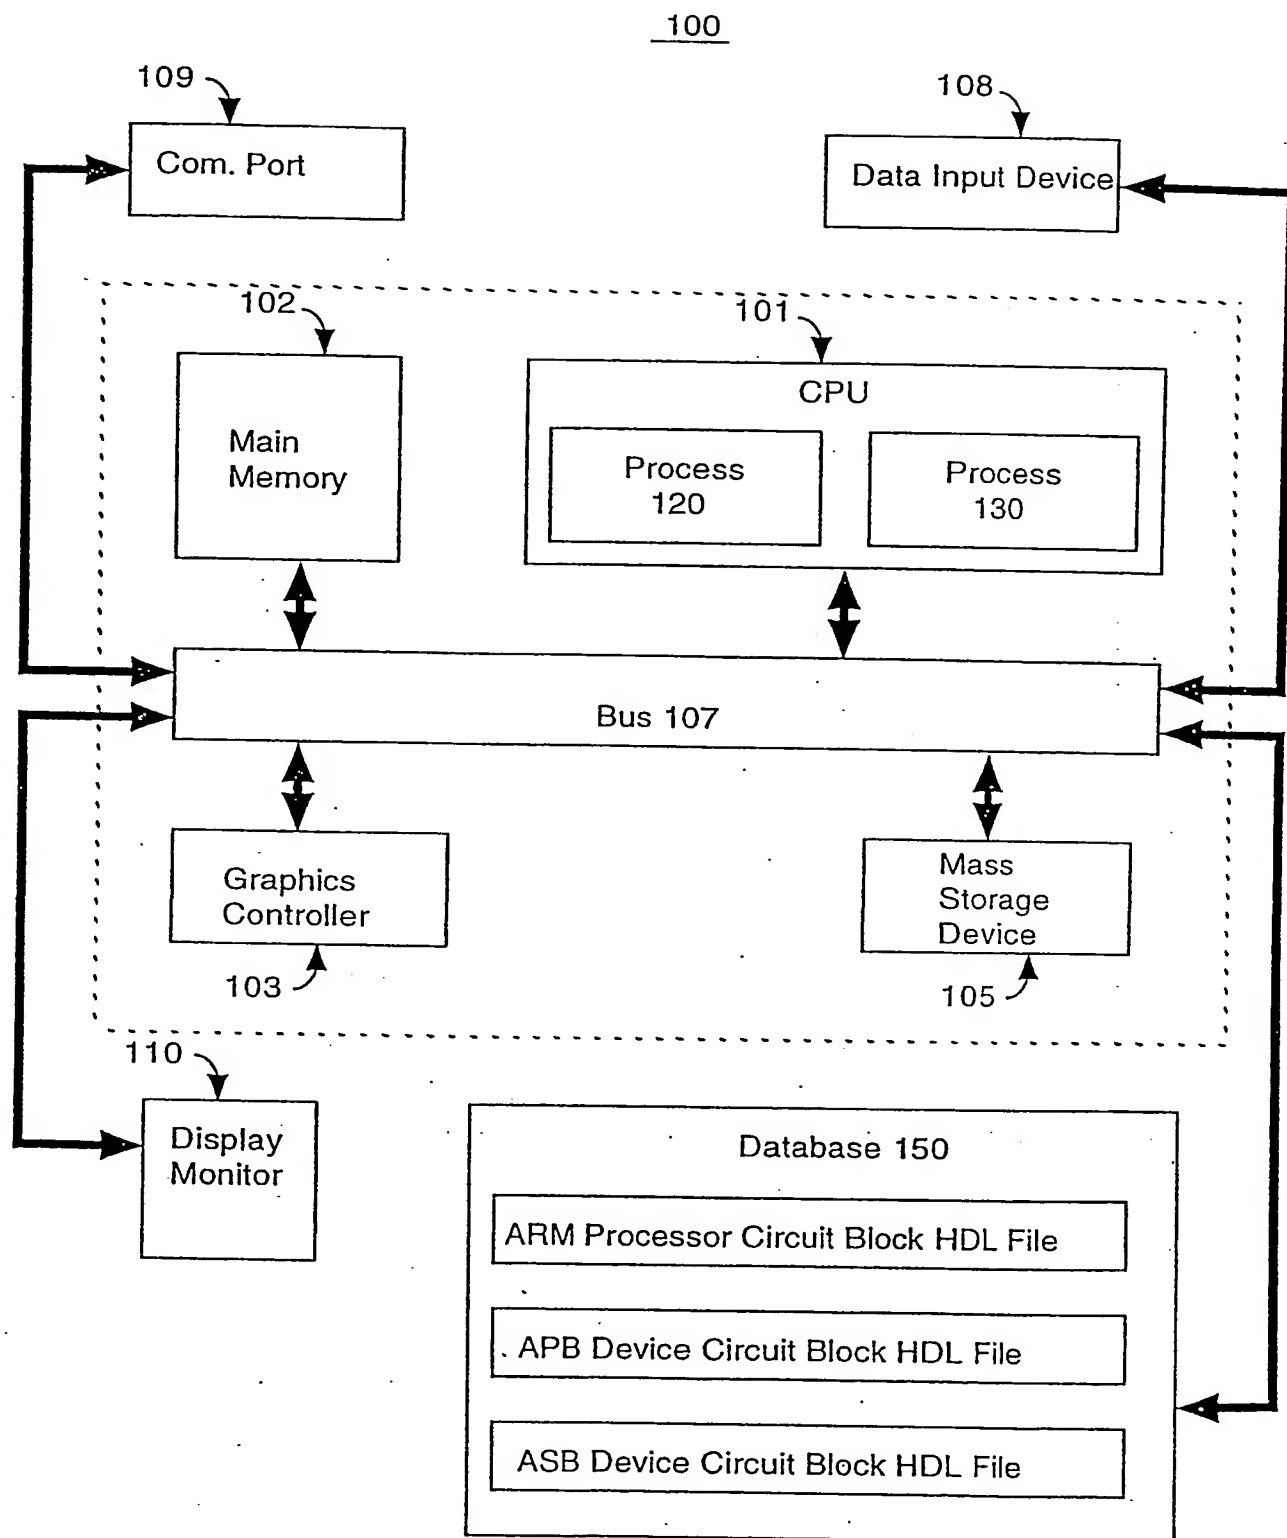 100
109
108
Com. Port
Data Input Device
102
101
CPU
Main
Memory
Process
120
Process
130
Bus 107
Graphics
Controller
Mass
Storage
Device
103
105
110
Display
Monitor
Database 150
ARM Processor Circuit Block HDL File
APB Device Circuit Block HDL File
ASB Device Circuit Block HDL File